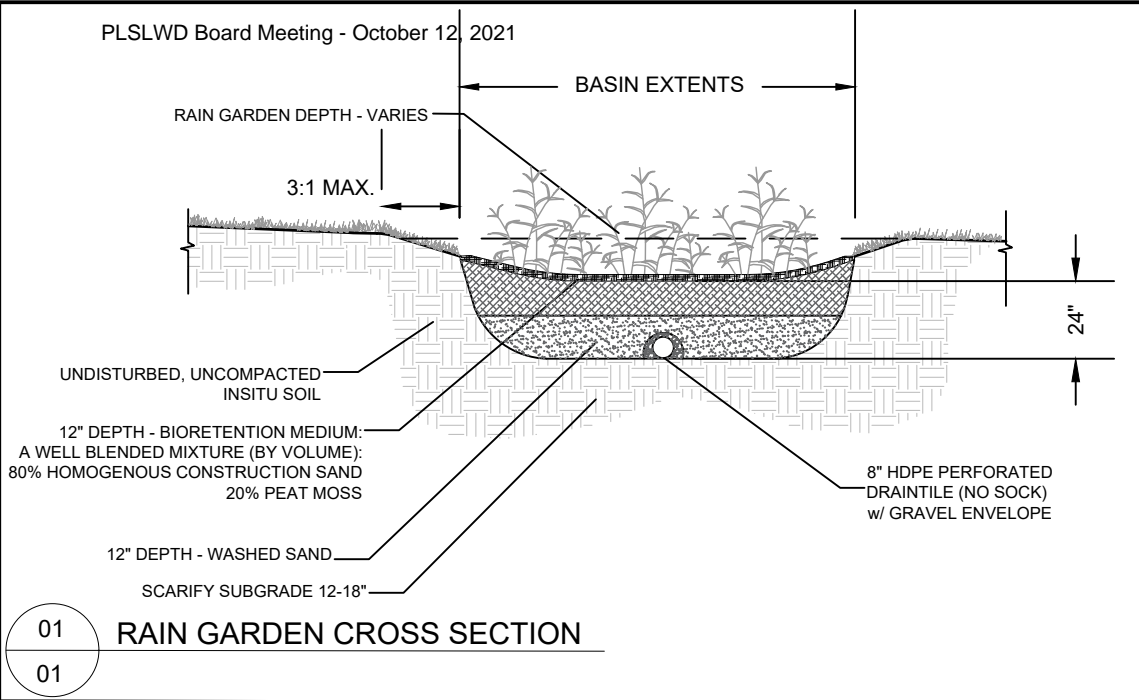 PLSLWD Board Meeting - October 12, 2021
BASIN EXTENTS
RAIN GARDEN DEPTH - VARIES
3:1 MAX.
24"
UNDISTURBED, UNCOMPACTED
INSITU SOIL
12" DEPTH - BIORETENTION MEDIUM:
A WELL BLENDED MIXTURE (BY VOLUME):
80% HOMOGENOUS CONSTRUCTION SAND
20% PEAT MOSS
8" HDPE PERFORATED
DRAINTILE (NO SOCK)
w/ GRAVEL ENVELOPE
12" DEPTH - WASHED SAND
SCARIFY SUBGRADE 12-18"
01
RAIN GARDEN CROSS SECTION
01